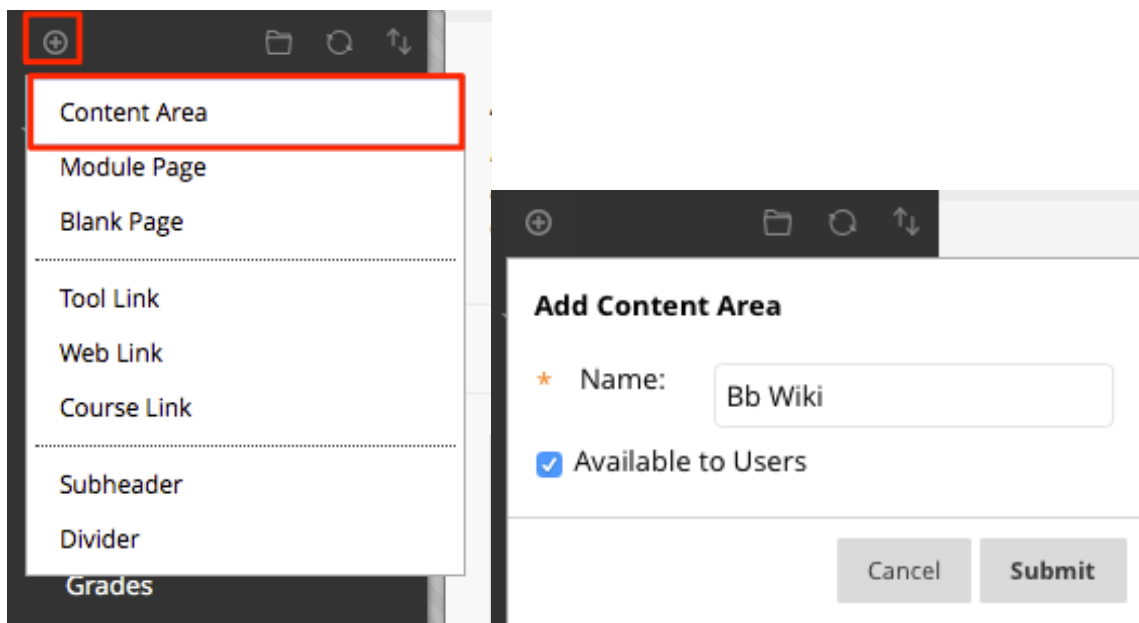 Content Area
Module Page
Blank Page
Tool Link
Web Link
Course Link
Subheader
Divider
Grades
Add Content Area
* Name: Bb Wiki
Available to Users
Cancel Submit